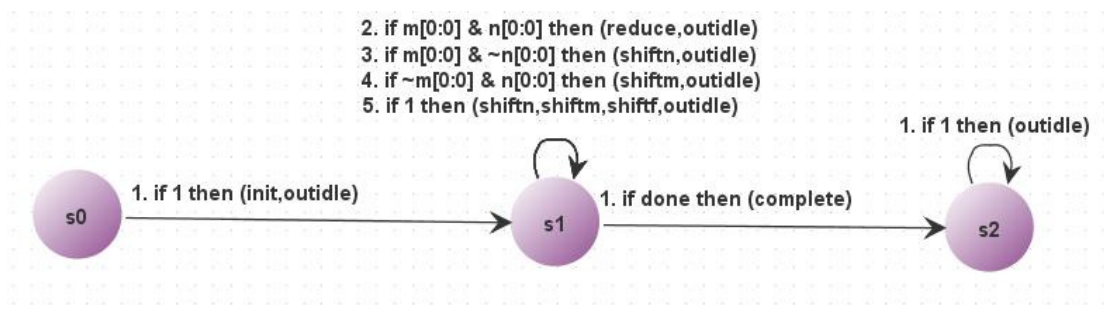 2. if m[0:0] & n[0:0] then (reduce,outidle)
3. if m[0:0] & ~n[0:0] then (shiftn,outidle)
4. if ~m[0:0] & n[0:0] then (shiftm,outidle)
5. if 1 then (shiftn,shiftm,shiftf,outidle)
1. if 1 then (outidle)
1. if 1 then (init,outidle)
1. if done then (complete)
s0
s1
s2